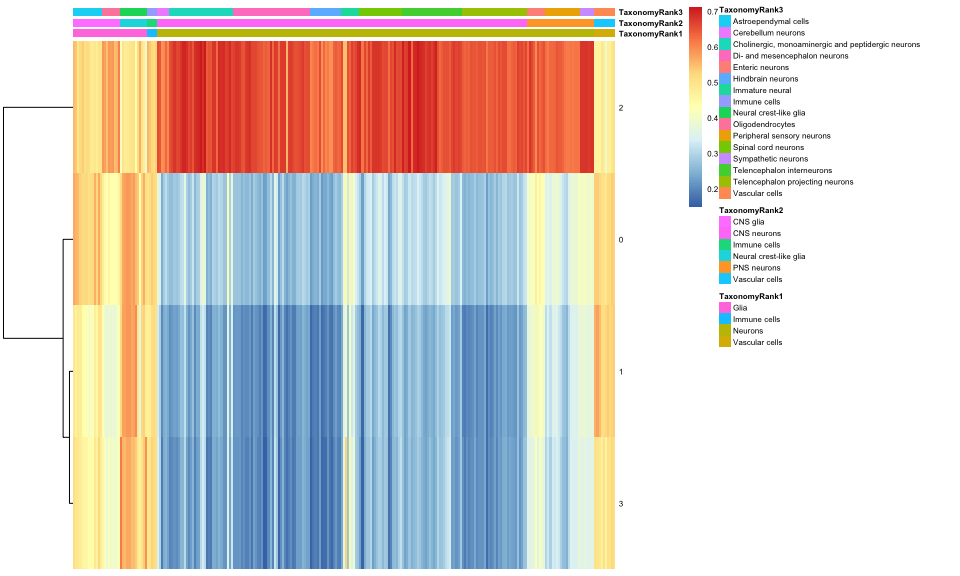 TaxonomyRank3
TaxonomyRank2
TaxonomyRank1
2
0
1
3
0.7
0.6
0.5
0.4
0.3
0.2
TaxonomyRank3
Astroependymal cells
Cerebellum neurons
Cholinergic, monoaminergic and peptidergic neurons
Di- and mesencephalon neurons
Enteric neurons
Hindbrain neurons
Immature neural
Immune cells
Neural crest-like glia
Oligodendrocytes
Peripheral sensory neurons
Spinal cord neurons
Sympathetic neurons
Telencephalon interneurons
Telencephalon projecting neurons
Vascular cells
TaxonomyRank2
CNS glia
CNS neurons
Immune cells
Neural crest-like glia
PNS neurons
Vascular cells
TaxonomyRank1
Glia
Immune cells
Neurons
Vascular cells